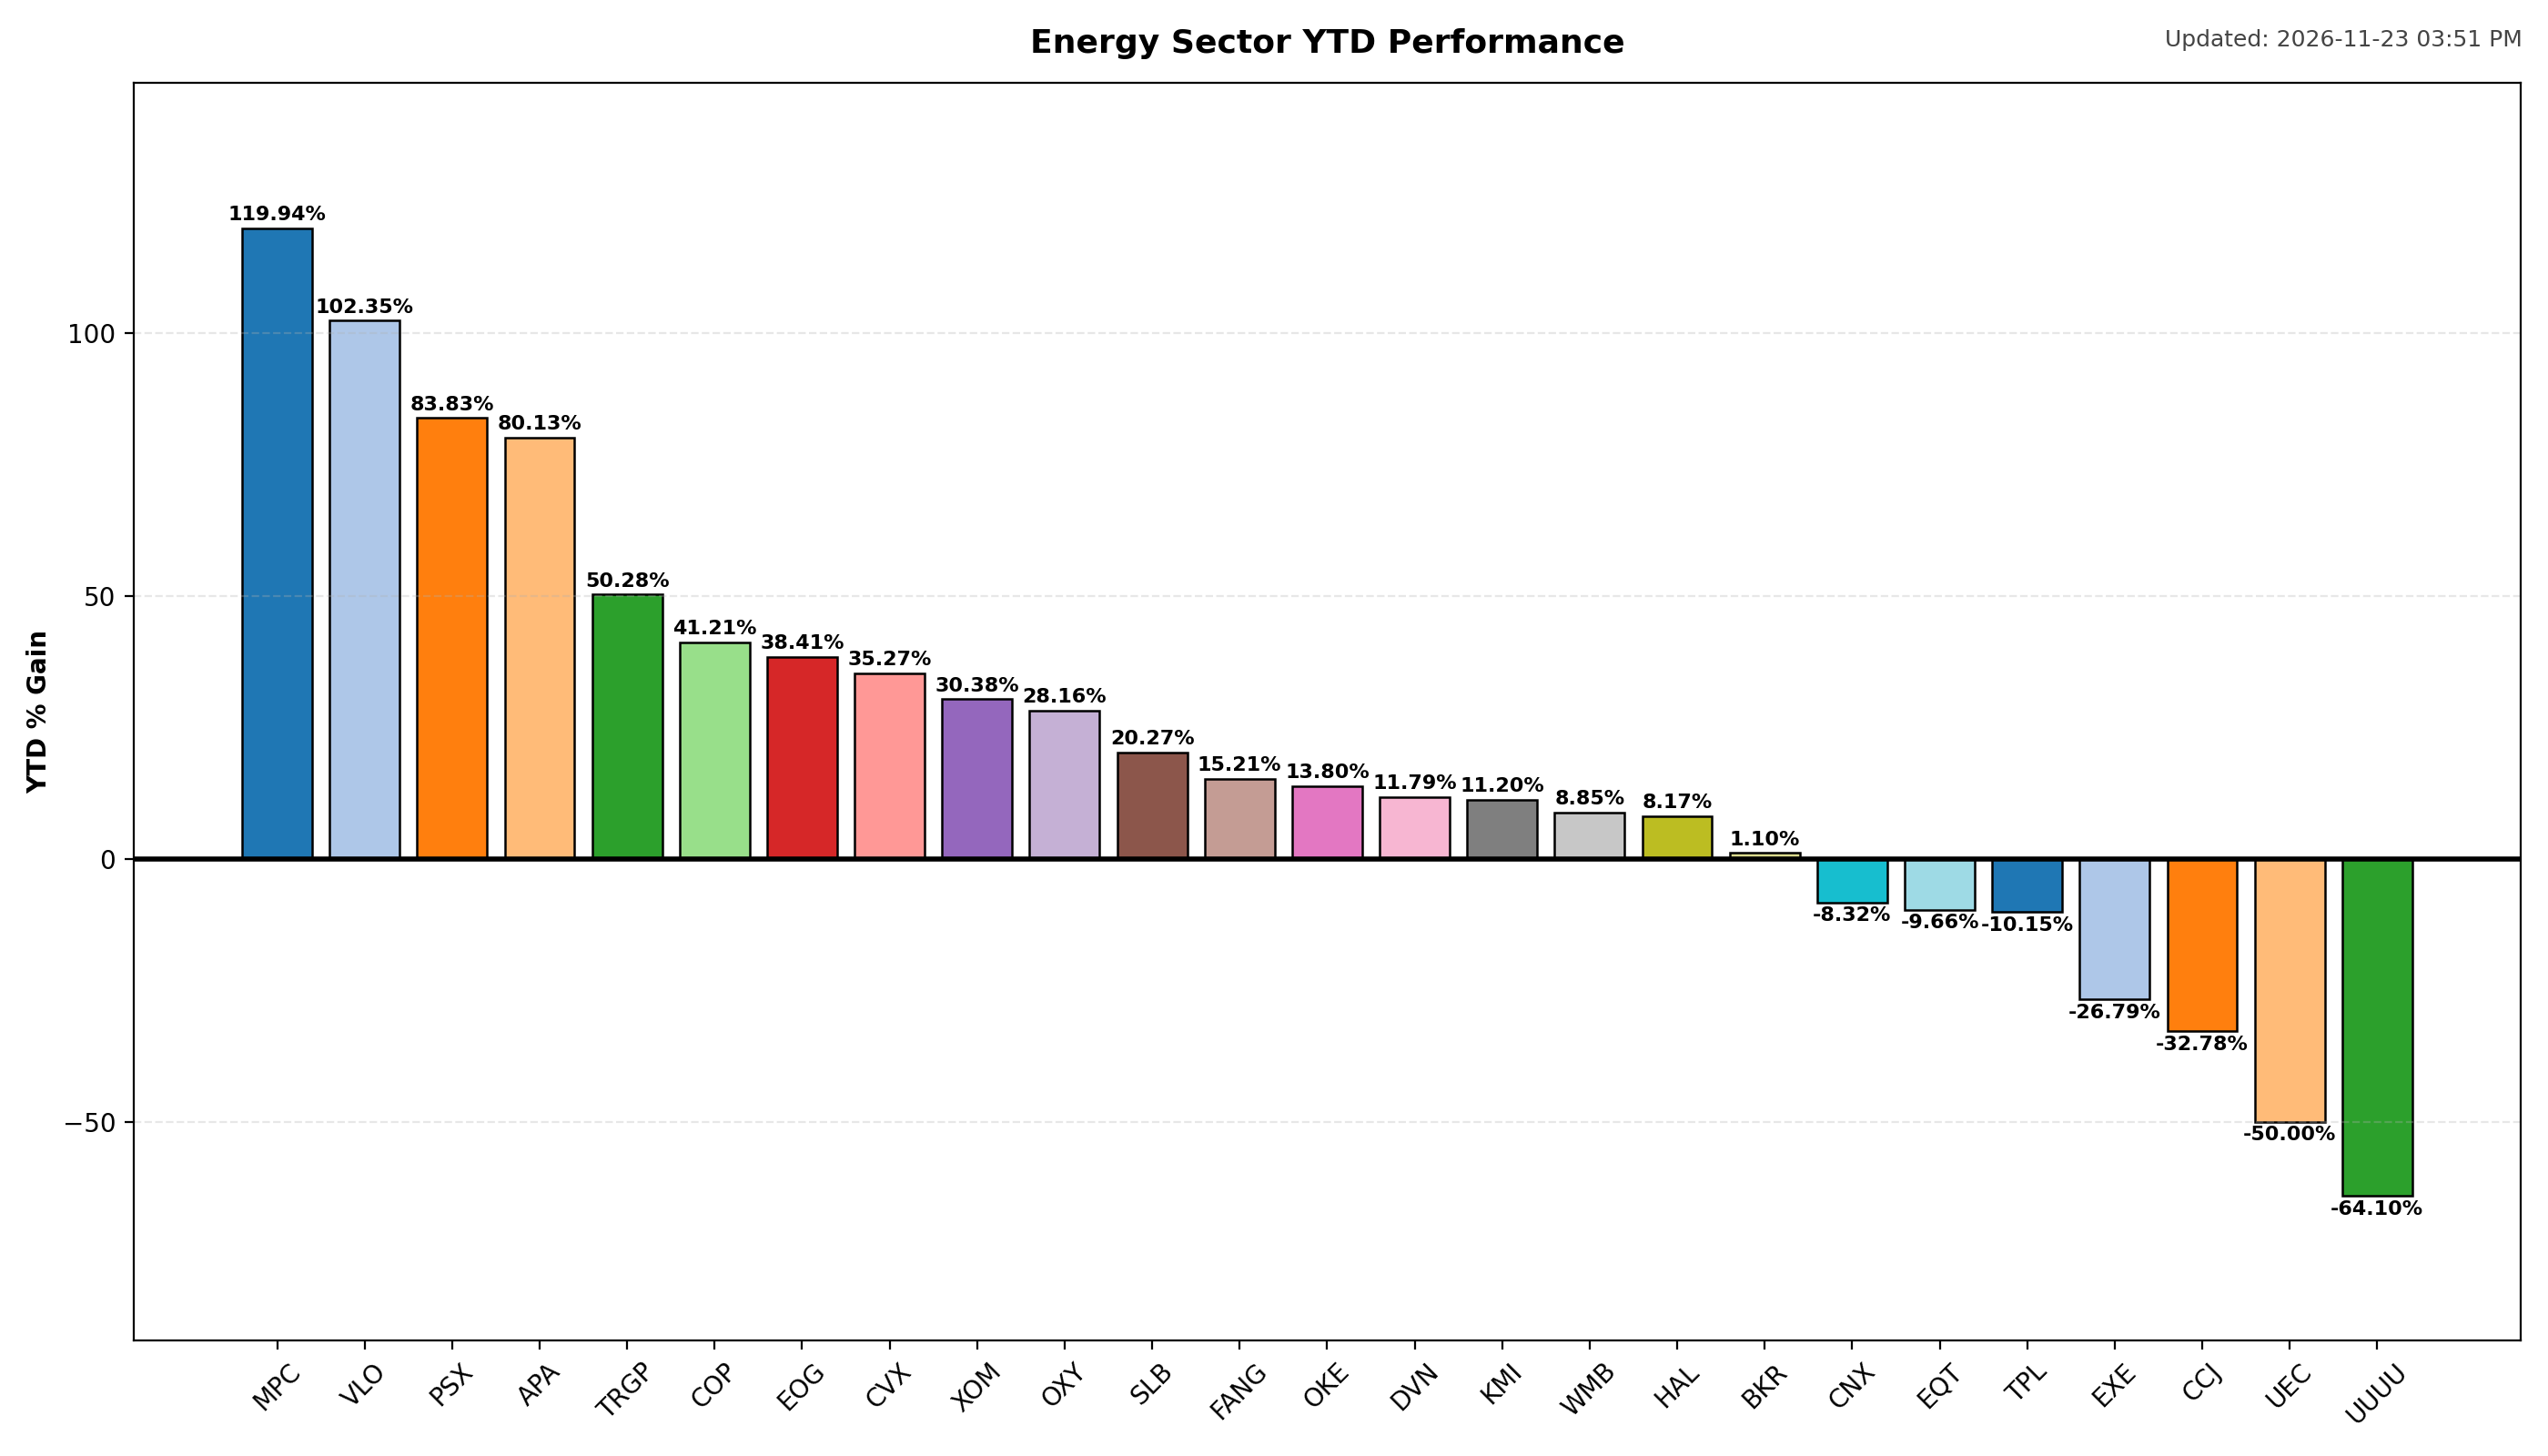 Energy Sector YTD Performance
Updated: 2026-11-23 03:51 PM
YTD % Gain
100
50
0
−50
119.94%
102.35%
83.83%
80.13%
50.28%
41.21%
38.41%
35.27%
30.38%
28.16%
20.27%
15.21%
13.80%
11.79%
11.20%
8.85%
8.17%
1.10%
-8.32%
-9.66%
-10.15%
-26.79%
-32.78%
-50.00%
-64.10%
MPC
VLO
PSX
APA
TRGP
COP
EOG
CVX
XOM
OXY
SLB
FANG
OKE
DVN
KMI
WMB
HAL
BKR
CNX
EQT
TPL
EXE
CCJ
UEC
UUUU